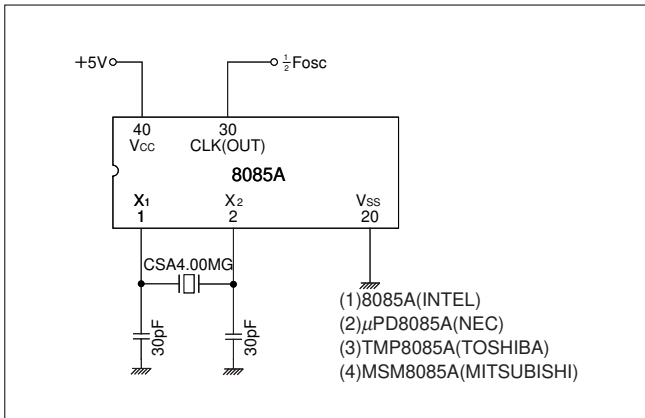 +5V
½Fosc
40
30
VCC
CLK(OUT)
8085A
X1
X2
VSS
1
2
20
CSA4.00MG
30pF
30pF
(1)8085A(INTEL)
(2)μPD8085A(NEC)
(3)TMP8085A(TOSHIBA)
(4)MSM8085A(MITSUBISHI)